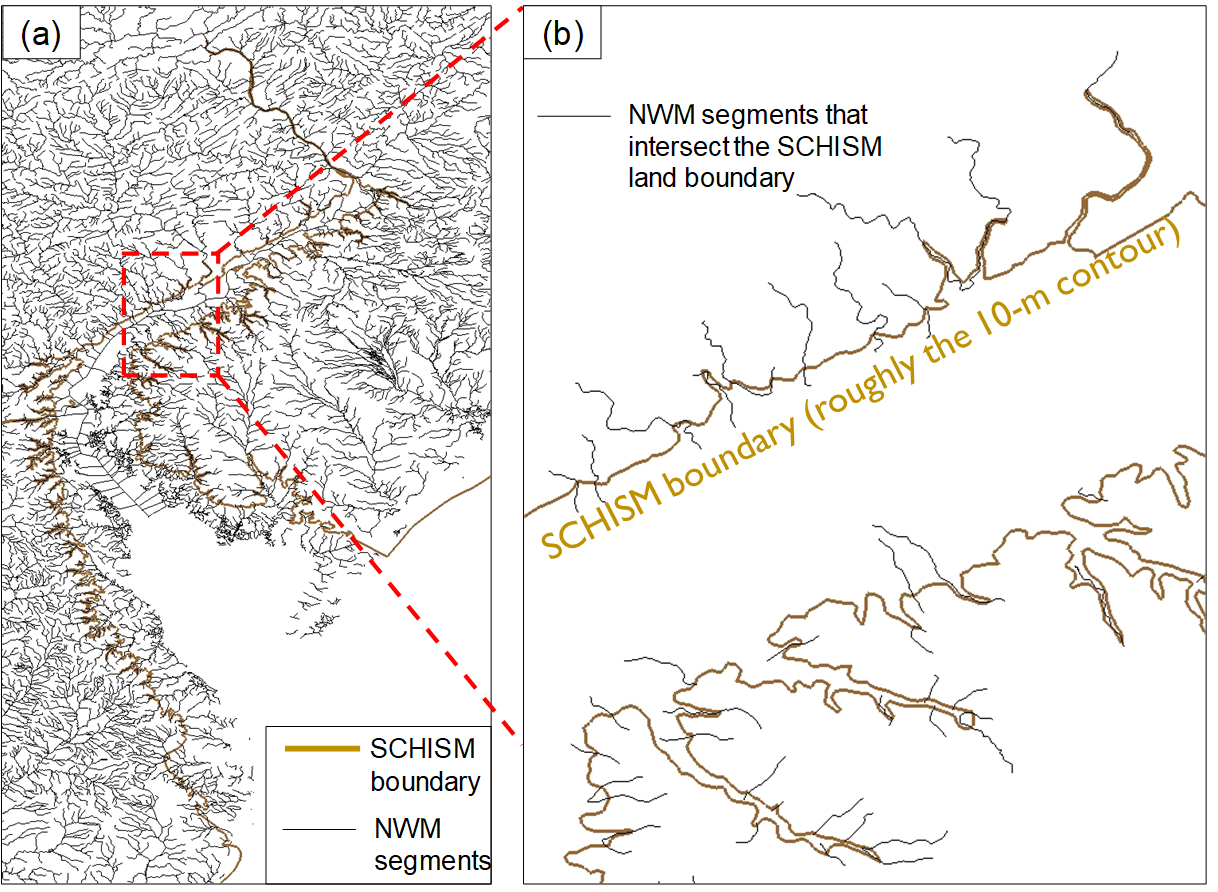 (a)
SCHISM
boundary
NWM
segments
(b)
NWM segments that
intersect the SCHISM
land boundary
SCHISM boundary (roughly the 10-m contour)